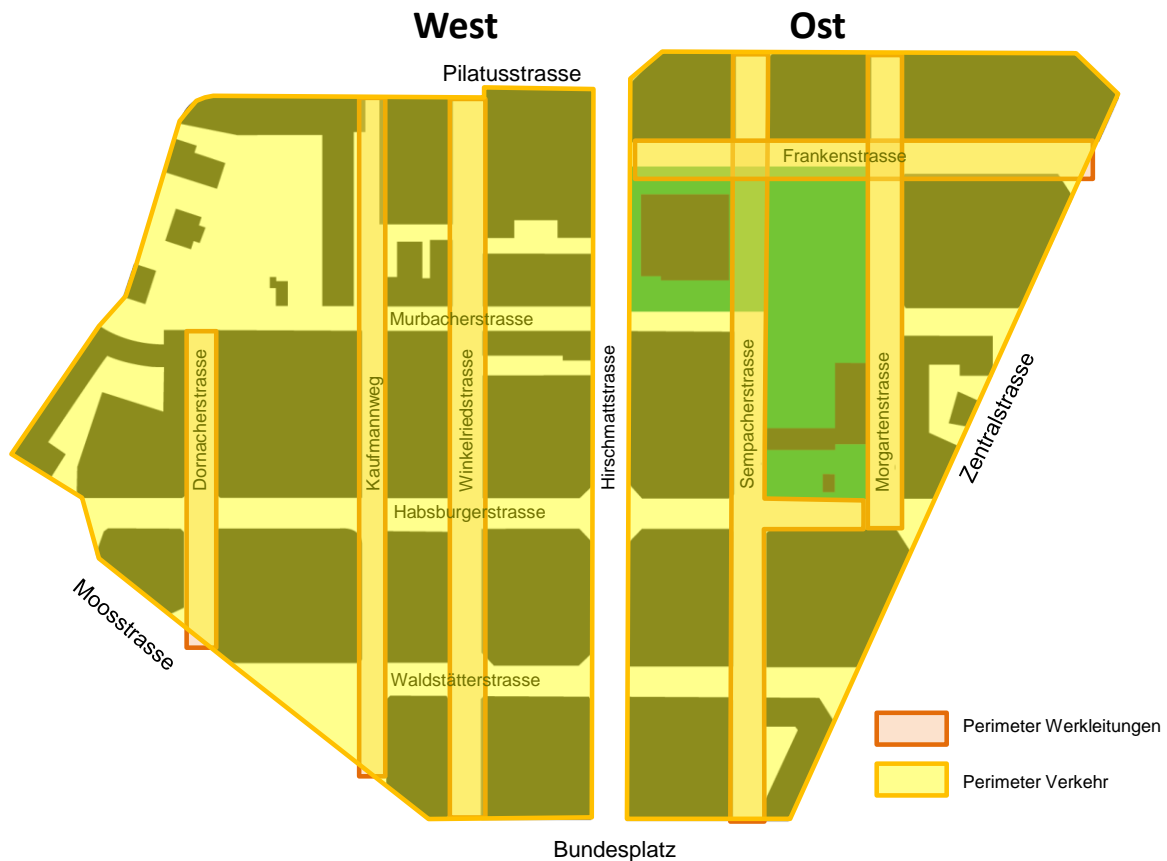 West
Ost
Pilatusstrasse
Frankenstrasse
Murbacherstrasse
Dornacherstrasse
Kaufmannweg
Winkelriedstrasse
Hirschmattstrasse
Sempacherstrasse
Morgartenstrasse
Zentralstrasse
Habsburgerstrasse
Moosstrasse
Waldstätterstrasse
Perimeter Werkleitungen
Perimeter Verkehr
Bundesplatz